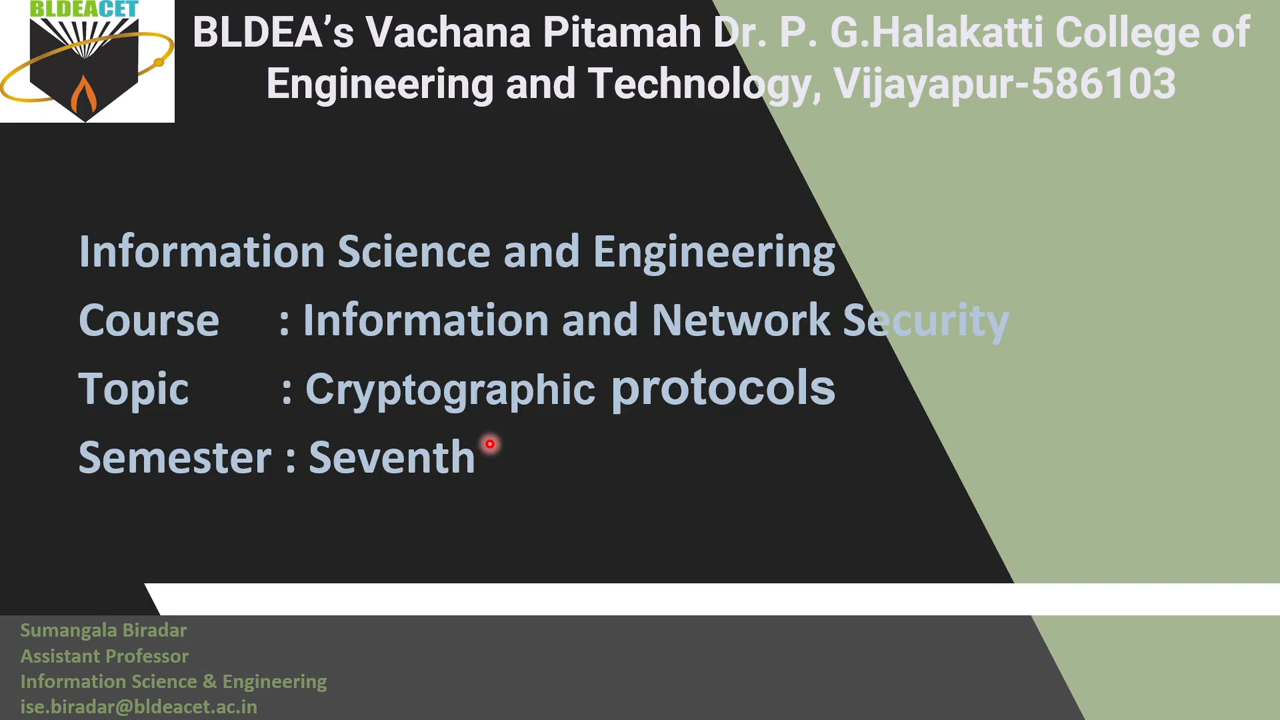 BLDEACET
BLDEA’s Vachana Pitamah Dr. P. G.Halakatti College of
Engineering and Technology, Vijayapur-586103
Information Science and Engineering
Course : Information and Network Security
Topic : Cryptographic protocols
Semester : Seventh
Sumangala Biradar
Assistant Professor
Information Science & Engineering
ise.biradar@bldeacet.ac.in